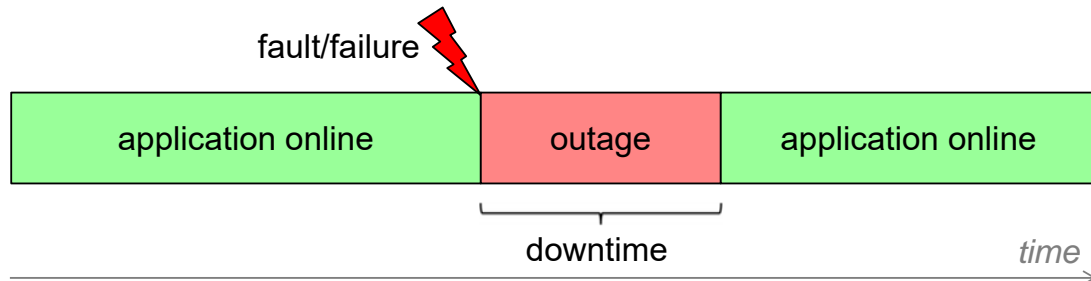 fault/failure
application online
outage
application online
downtime
time